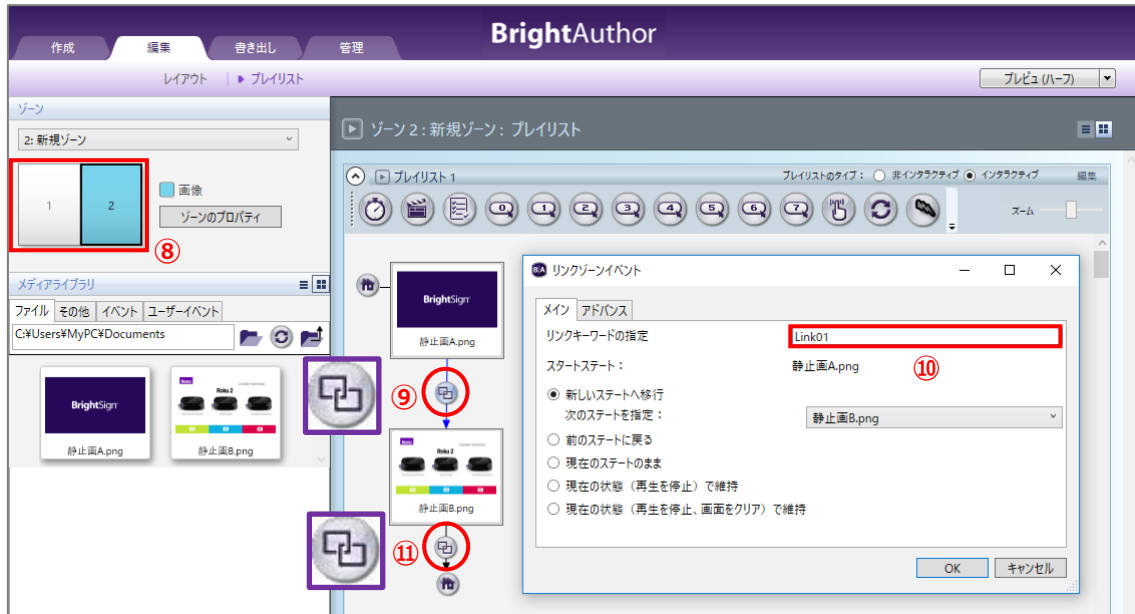 BrightAuthor
作成
編集
書き出し
管理
レイアウト
プレイリスト
プレビュ (ハーフ)
ゾーン
2: 新規ゾーン
1
2
画像
ゾーンのプロパティ
⑧
メディアライブラリ
ファイル その他 イベント ユーザーイベント
C:¥Users¥MyPC¥Documents
BrightSign
静止画A.png
Roku 2
静止画B.png
ゾーン 2 : 新規ゾーン : プレイリスト
プレイリスト 1
プレイリストのタイプ : 非インタラクティブ インタラクティブ
編集
0 1 2 3 4 5 6 7
ズーム
BrightSign
静止画A.png
⑨
Roku 2
静止画B.png
⑪
BA リンクゾーンイベント
メイン アドバンス
リンクキーワードの指定
Link01
スタートステート :
静止画A.png
⑩
新しいステートへ移行
次のステートを指定 :
静止画B.png
前のステートに戻る
現在のステートのまま
現在の状態（再生を停止）で維持
現在の状態（再生を停止、画面をクリア）で維持
OK
キャンセル